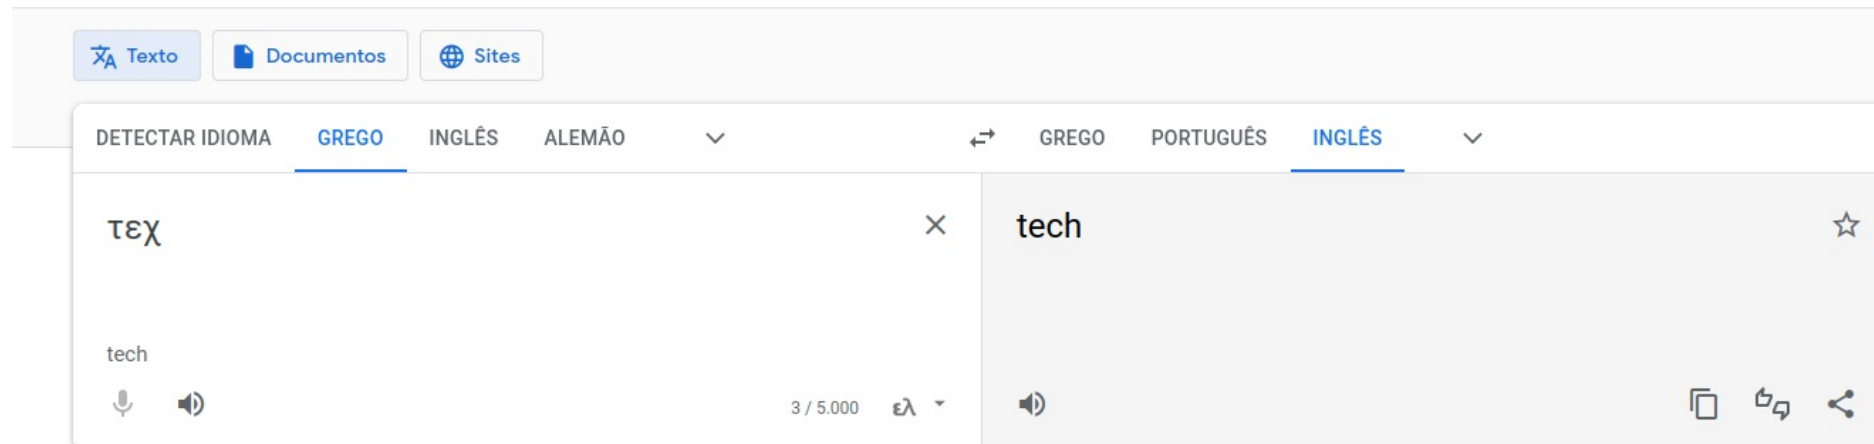 Texto Documentos Sites
DETECTAR IDIOMA GREGO INGLÊS ALEMÃO GREGO PORTUGUÊS INGLÊS
τεχ tech
tech
3 / 5.000 ελ